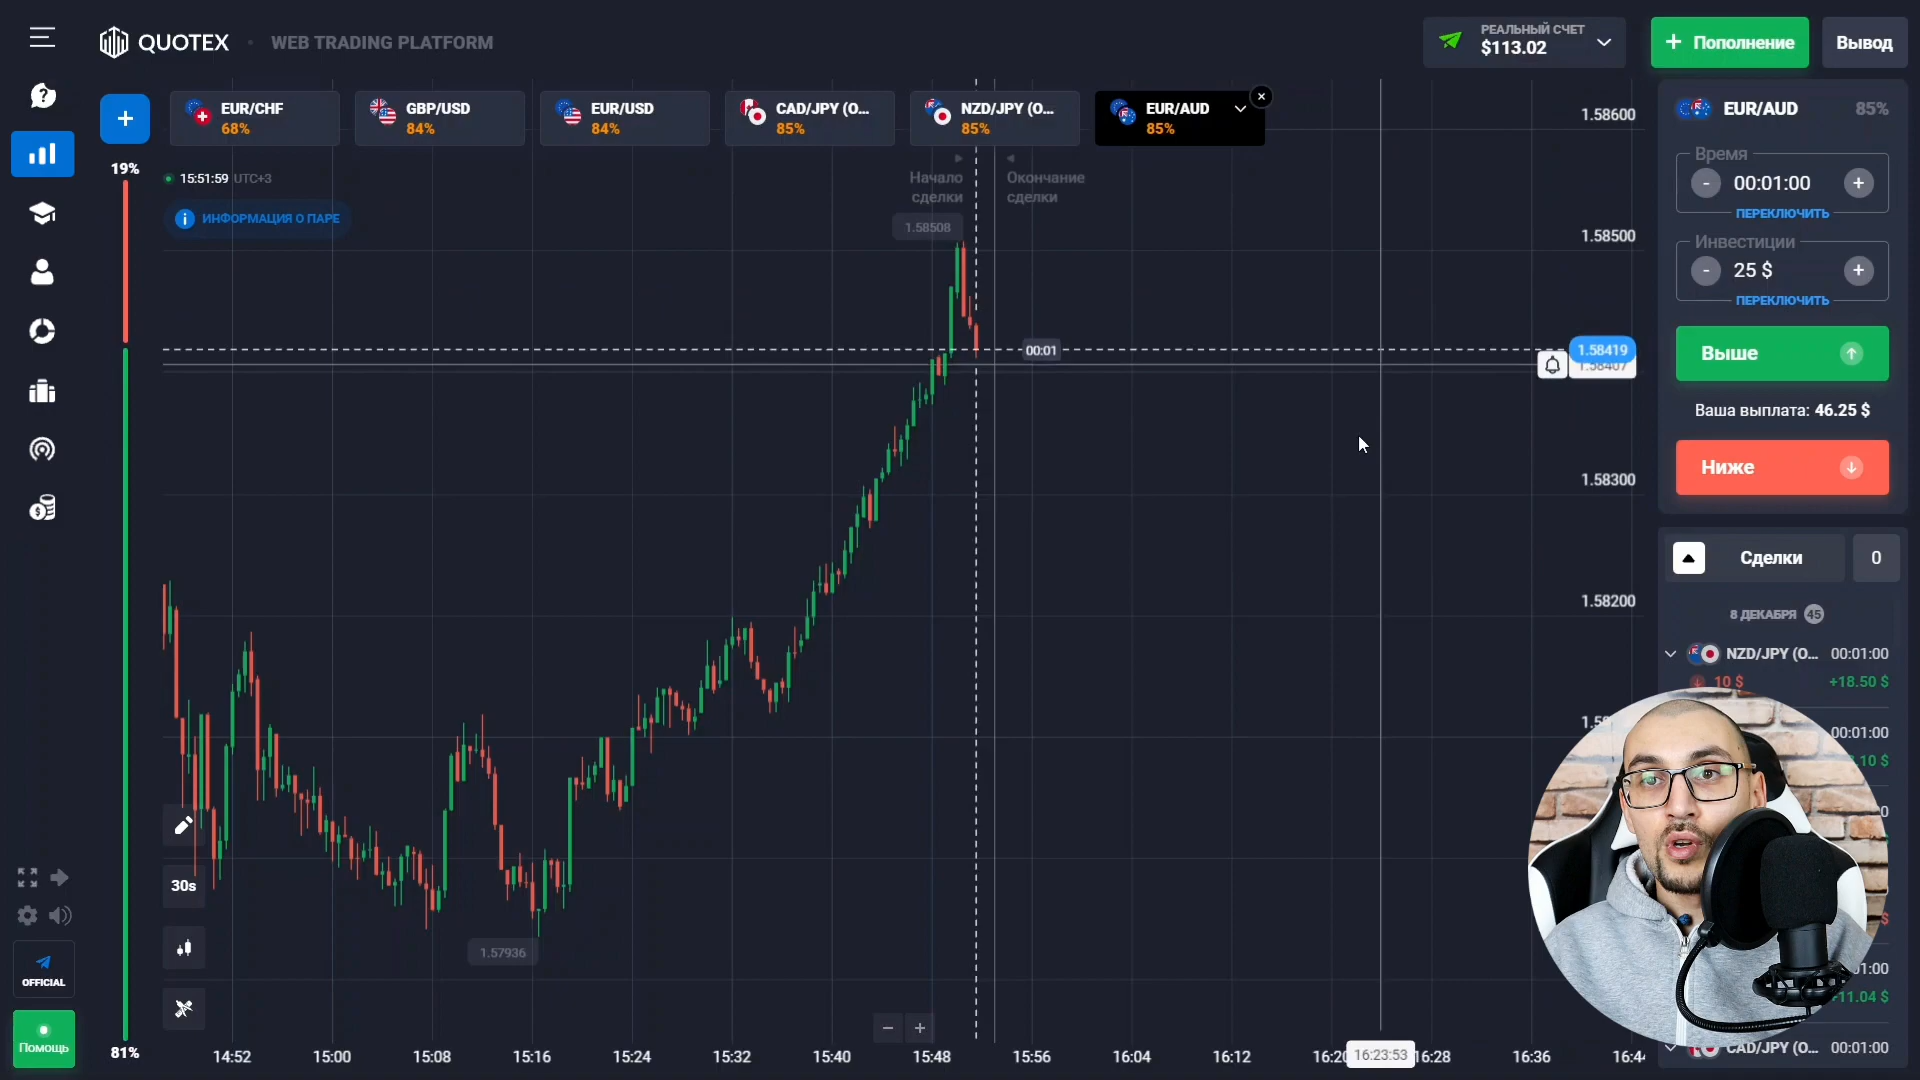 QUOTEX
WEB TRADING PLATFORM
РЕАЛЬНЫЙ СЧЕТ
$113.02
Пополнение
Вывод
EUR/CHF
68%
GBP/USD
84%
EUR/USD
84%
CAD/JPY (O...
85%
NZD/JPY (O...
85%
EUR/AUD
85%
19%
15:51:59 UTC+3
ИНФОРМАЦИЯ О ПАРЕ
Начало
сделки
Окончание
сделки
1.58508
00:01
1.57936
1.58600
1.58500
1.58419
1.58407
1.58300
1.58200
EUR/AUD
85%
Время
- 00:01:00 +
ПЕРЕКЛЮЧИТЬ
Инвестиции
- 25 $ +
ПЕРЕКЛЮЧИТЬ
Выше
Ваша выплата: 46.25 $
Ниже
Сделки
0
8 ДЕКАБРЯ 45
NZD/JPY (O... 00:01:00
10 $ +18.50 $
00:01:00
11.04 $
CAD/JPY (O... 00:01:00
30s
OFFICIAL
Помощь
81%
14:52
15:00
15:08
15:16
15:24
15:32
15:40
15:48
15:56
16:04
16:12
16:20
16:23:53
16:28
16:36